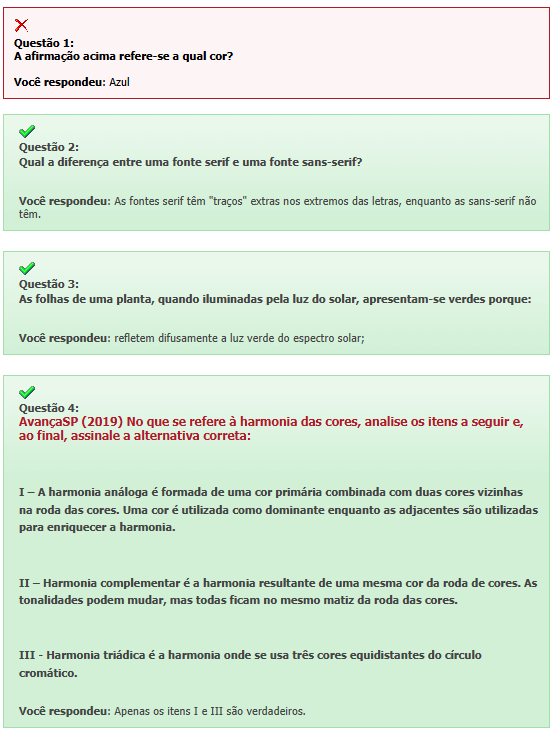 Questão 1:
A afirmação acima refere-se a qual cor?
Você respondeu: Azul
Questão 2:
Qual a diferença entre uma fonte serif e uma fonte sans-serif?
Você respondeu: As fontes serif têm "traços" extras nos extremos das letras, enquanto as sans-serif não
têm.
Questão 3:
As folhas de uma planta, quando iluminadas pela luz do solar, apresentam-se verdes porque:
Você respondeu: refletem difusamente a luz verde do espectro solar;
Questão 4:
AvançaSP (2019) No que se refere à harmonia das cores, analise os itens a seguir e,
ao final, assinale a alternativa correta:
I – A harmonia análoga é formada de uma cor primária combinada com duas cores vizinhas
na roda das cores. Uma cor é utilizada como dominante enquanto as adjacentes são utilizadas
para enriquecer a harmonia.
II – Harmonia complementar é a harmonia resultante de uma mesma cor da roda de cores. As
tonalidades podem mudar, mas todas ficam no mesmo matiz da roda das cores.
III - Harmonia triádica é a harmonia onde se usa três cores equidistantes do círculo
cromático.
Você respondeu: Apenas os itens I e III são verdadeiros.